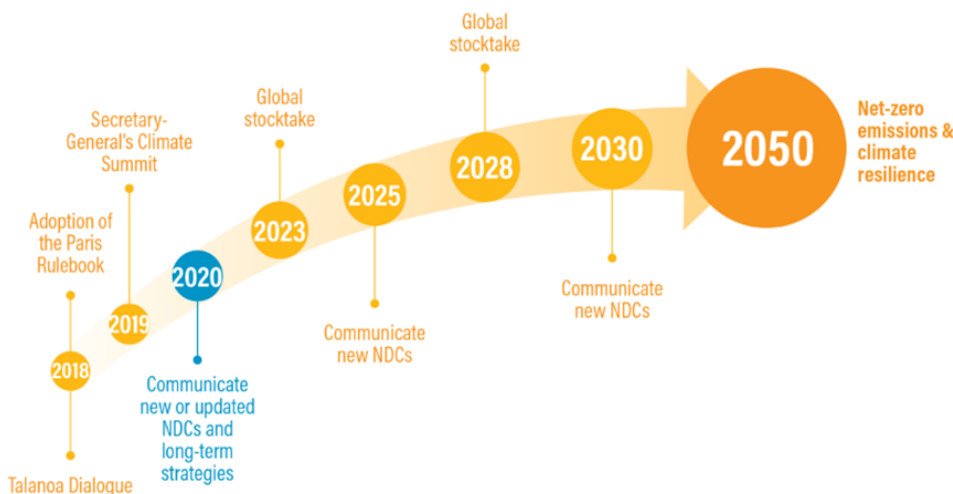 Global
stocktake
Global
stocktake
Secretary-
General's Climate
Summit
Adoption of
the Paris
Rulebook
2018
2019
2020
2023
2025
2028
2030
2050
Net-zero
emissions &
climate
resilience
Communicate
new NDCs
Communicate
new NDCs
Communicate
new or updated
NDCs and
long-term
strategies
Talanoa Dialogue